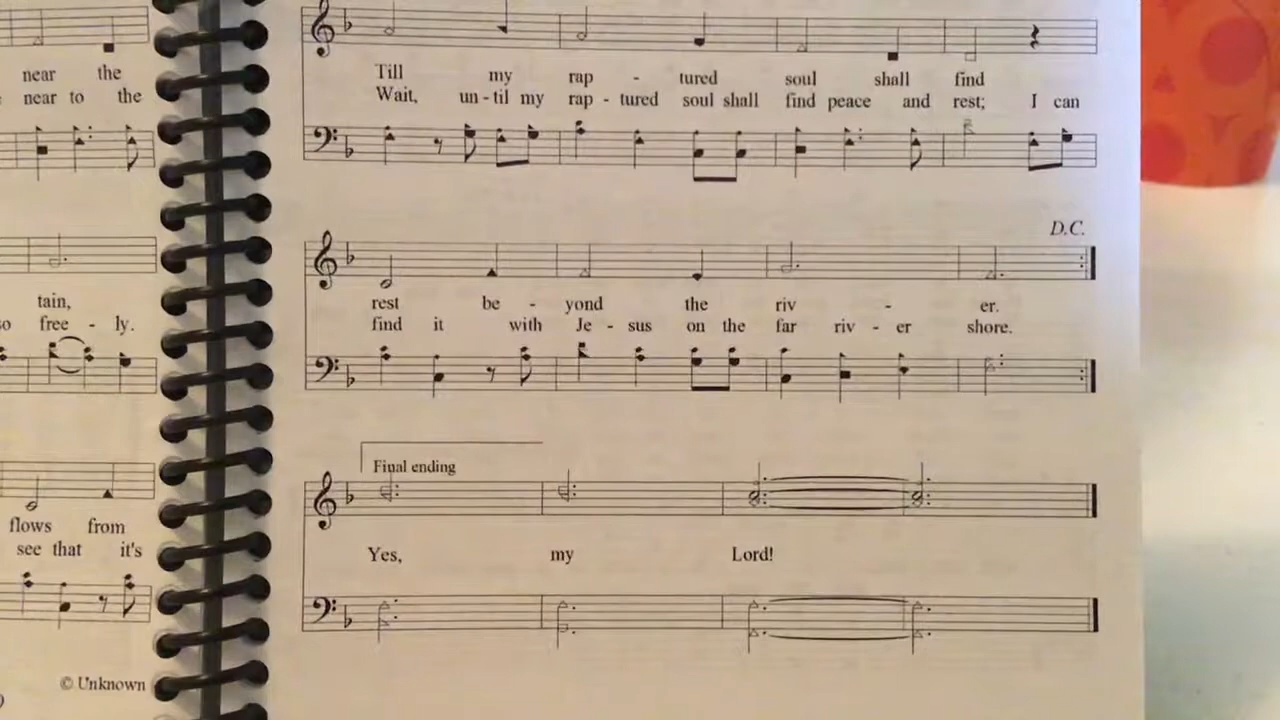 near the
near to the
tain,
so free - ly.
flows from
see that it's
© Unknown
Till my rap - tured soul shall find
Wait, un - til my rap - tured soul shall find peace and rest; I can
D.C.
rest be - yond the riv - er.
find it with Je - sus on the far riv - er shore.
Final ending
Yes, my Lord!